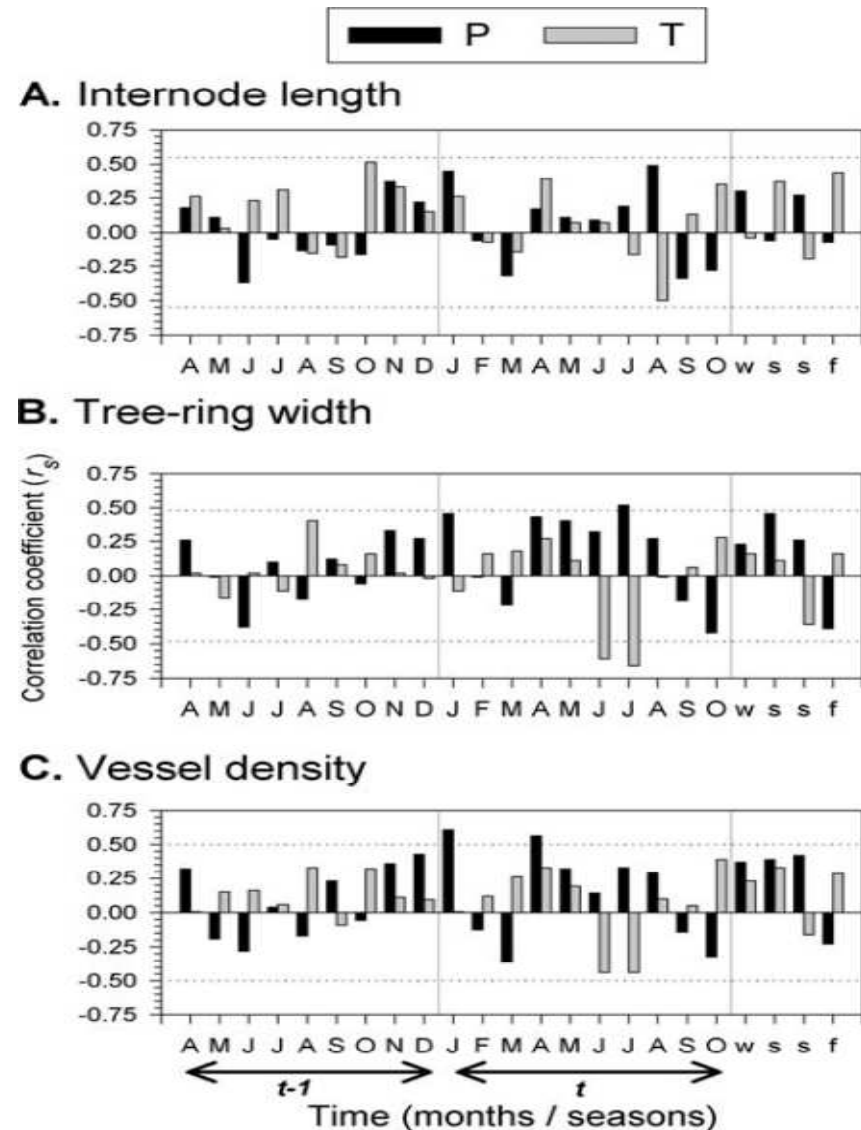 P T
A. Internode length
0.75
0.50
0.25
0.00
-0.25
-0.50
-0.75
A M J J A S O N D J F M A M J J A S O w s s f
B. Tree-ring width
Correlation coefficient (rs)
0.75
0.50
0.25
0.00
-0.25
-0.50
-0.75
A M J J A S O N D J F M A M J J A S O w s s f
C. Vessel density
0.75
0.50
0.25
0.00
-0.25
-0.50
-0.75
A M J J A S O N D J F M A M J J A S O w s s f
t-1 t
Time (months / seasons)